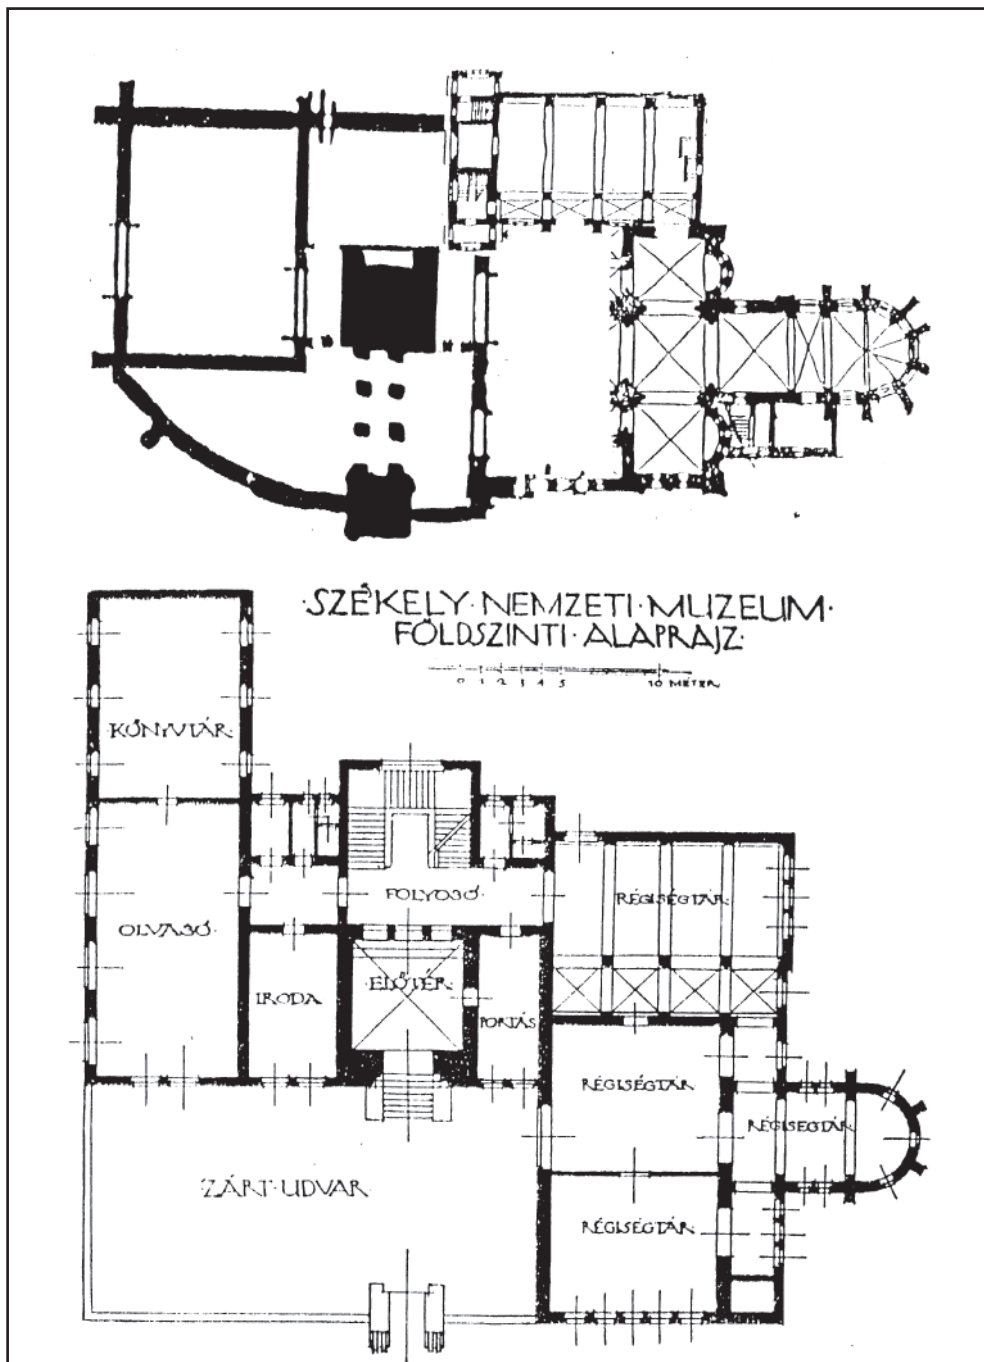 ·SZÉKELY·NEMZETI·MUZEUM·
FÖLDSZINTI·ALAPRAJZ·
0 1 2 3 4 5 10 METER
·KÖNYVTÁR·
·FOLYOSÓ·
RÉGISÉGTÁR·
OLVASÓ·
·ELŐTÉR·
IRODA
PORTÁS
RÉGISÉGTÁR
RÉGISÉGTÁR
ZÁRT·UDVAR·
RÉGISÉGTÁR